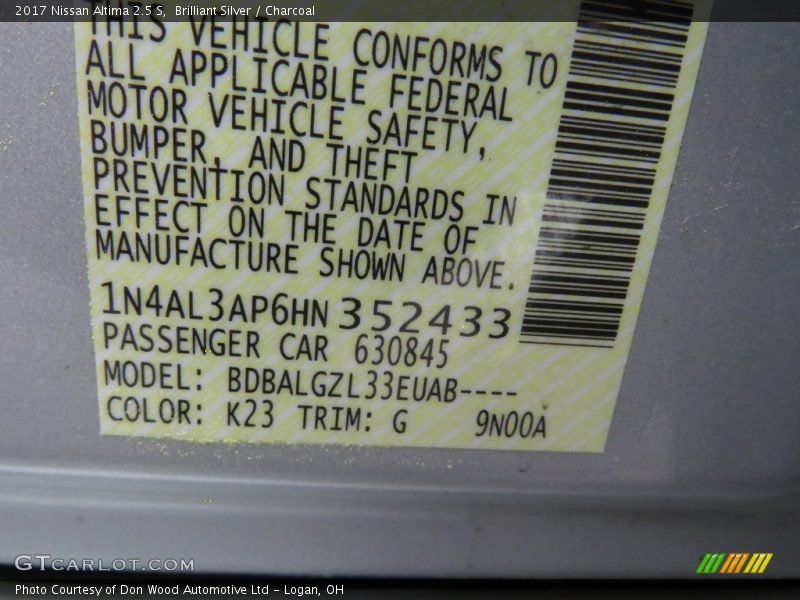 2017 Nissan Altima 2.5 S, Brilliant Silver / Charcoal
THIS VEHICLE CONFORMS TO
ALL APPLICABLE FEDERAL
MOTOR VEHICLE SAFETY,
BUMPER, AND THEFT
PREVENTION STANDARDS IN
EFFECT ON THE DATE OF
MANUFACTURE SHOWN ABOVE.
1N4AL3AP6HN352433
PASSENGER CAR 630845
MODEL: BDBALGZL33EUAB----
COLOR: K23 TRIM: G 9N00A
GTCARLOT.COM
Photo Courtesy of Don Wood Automotive Ltd - Logan, OH